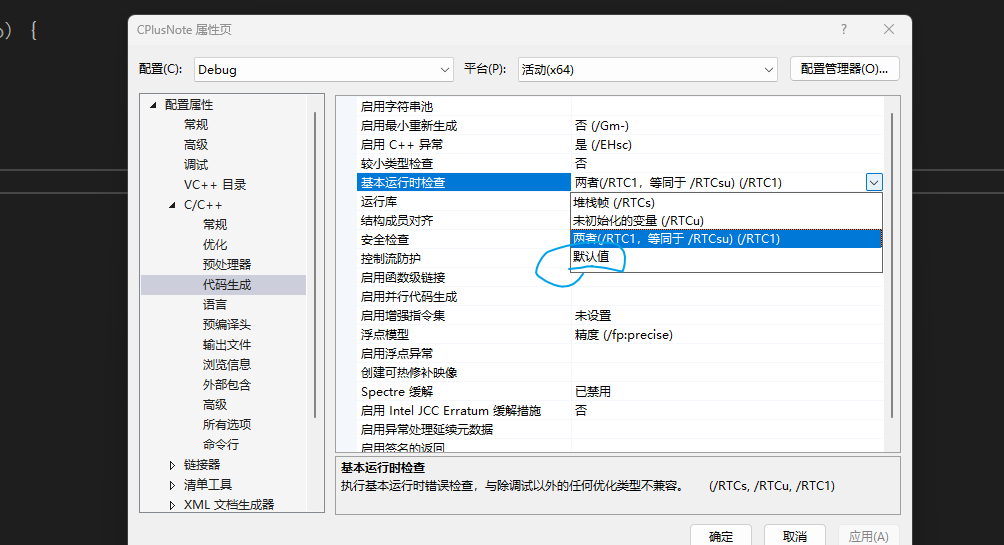 ) {
CPlusNote 属性页
?
配置(C):
Debug
平台(P):
活动(x64)
配置管理器(O)...
配置属性
常规
高级
调试
VC++ 目录
C/C++
常规
优化
预处理器
代码生成
语言
预编译头
输出文件
浏览信息
外部包含
高级
所有选项
命令行
链接器
清单工具
XML 文档生成器
启用字符串池
启用最小重新生成 否 (/Gm-)
启用 C++ 异常 是 (/EHsc)
较小类型检查 否
基本运行时检查 两者(/RTC1，等同于 /RTCsu) (/RTC1)
运行库
结构成员对齐
安全检查
控制流防护
启用函数级链接
堆栈帧 (/RTCs)
未初始化的变量 (/RTCu)
两者(/RTC1，等同于 /RTCsu) (/RTC1)
默认值
启用并行代码生成
启用增强指令集 未设置
浮点模型 精度 (/fp:precise)
启用浮点异常
创建可热修补映像
Spectre 缓解 已禁用
启用 Intel JCC Erratum 缓解措施 否
启用异常处理延续元数据
启用签名的返回
基本运行时检查
执行基本运行时错误检查，与除调试以外的任何优化类型不兼容。 (/RTCs, /RTCu, /RTC1)
确定
取消
应用(A)